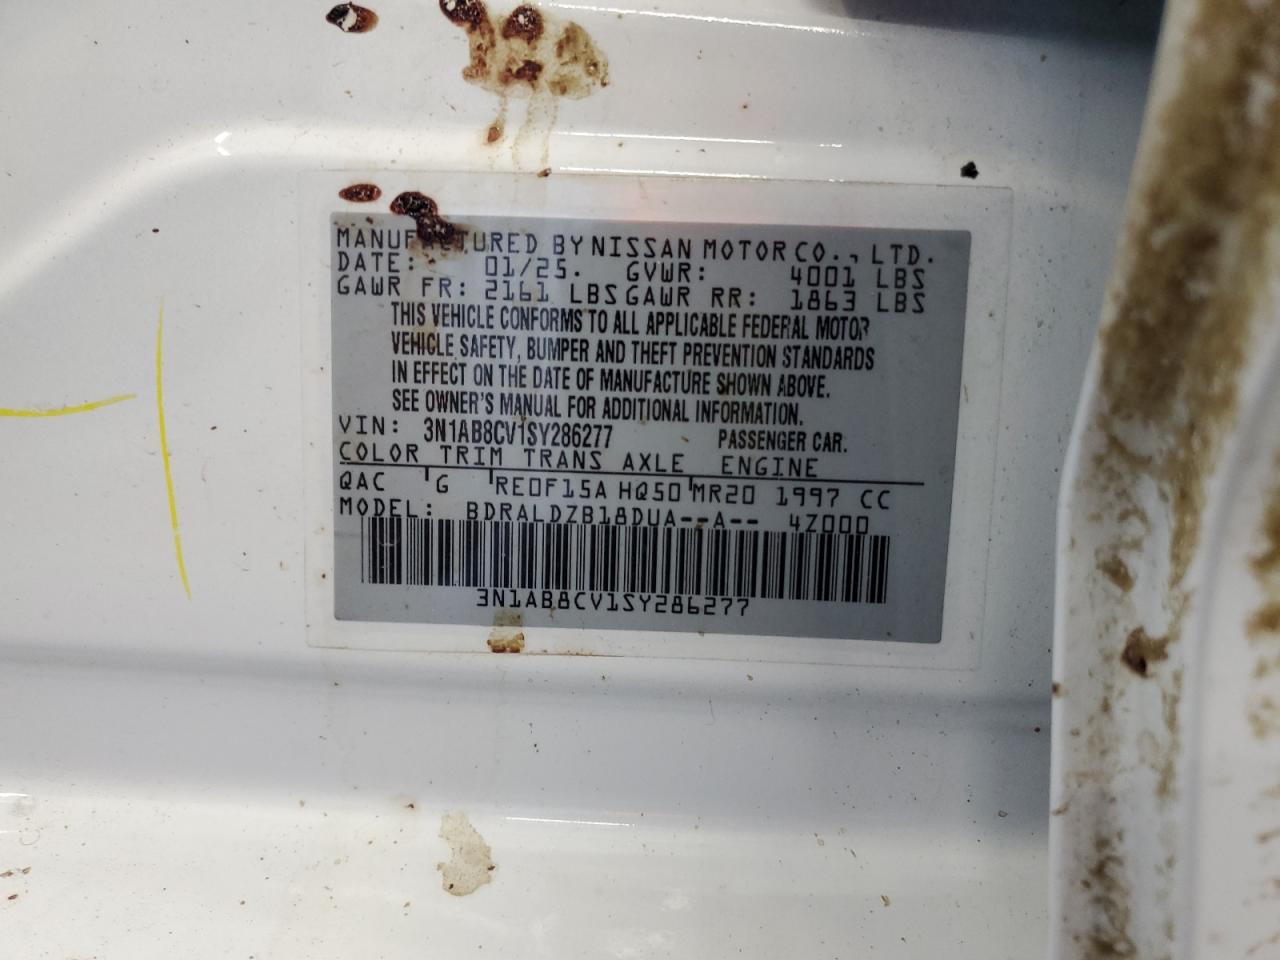 MANUFACTURED BY NISSAN MOTOR CO., LTD.
DATE: 01/25. GVWR: 4001 LBS
GAWR FR: 2161 LBS GAWR RR: 1863 LBS
THIS VEHICLE CONFORMS TO ALL APPLICABLE FEDERAL MOTOR
VEHICLE SAFETY, BUMPER AND THEFT PREVENTION STANDARDS
IN EFFECT ON THE DATE OF MANUFACTURE SHOWN ABOVE.
SEE OWNER'S MANUAL FOR ADDITIONAL INFORMATION.
VIN: 3N1AB8CV1SY286277 PASSENGER CAR.
COLOR TRIM TRANS AXLE ENGINE
QAC G RE0F15A HQ50 MR20 1997 CC
MODEL: BDRALDZB18DUA--A-- 4Z000
3N1AB8CV1SY286277